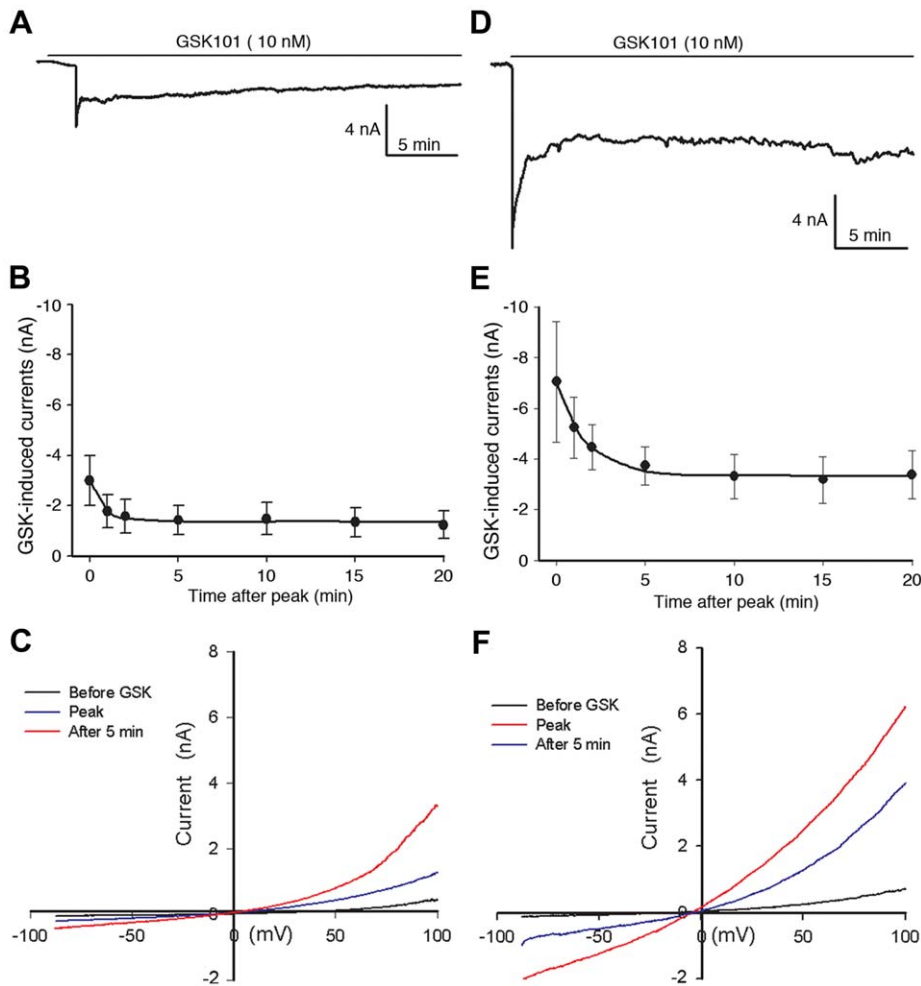 A
GSK101 ( 10 nM)
4 nA
5 min
D
GSK101 (10 nM)
4 nA
5 min
B
GSK-induced currents (nA)
-10
-8
-6
-4
-2
0
0 5 10 15 20
Time after peak (min)
E
GSK-induced currents (nA)
-10
-8
-6
-4
-2
0
0 5 10 15 20
Time after peak (min)
C
Before GSK
Peak
After 5 min
Current (nA)
8
6
4
2
0
-2
-100 -50 0 (mV) 50 100
F
Before GSK
Peak
After 5 min
Current (nA)
8
6
4
2
0
-2
-100 -50 0 (mV) 50 100